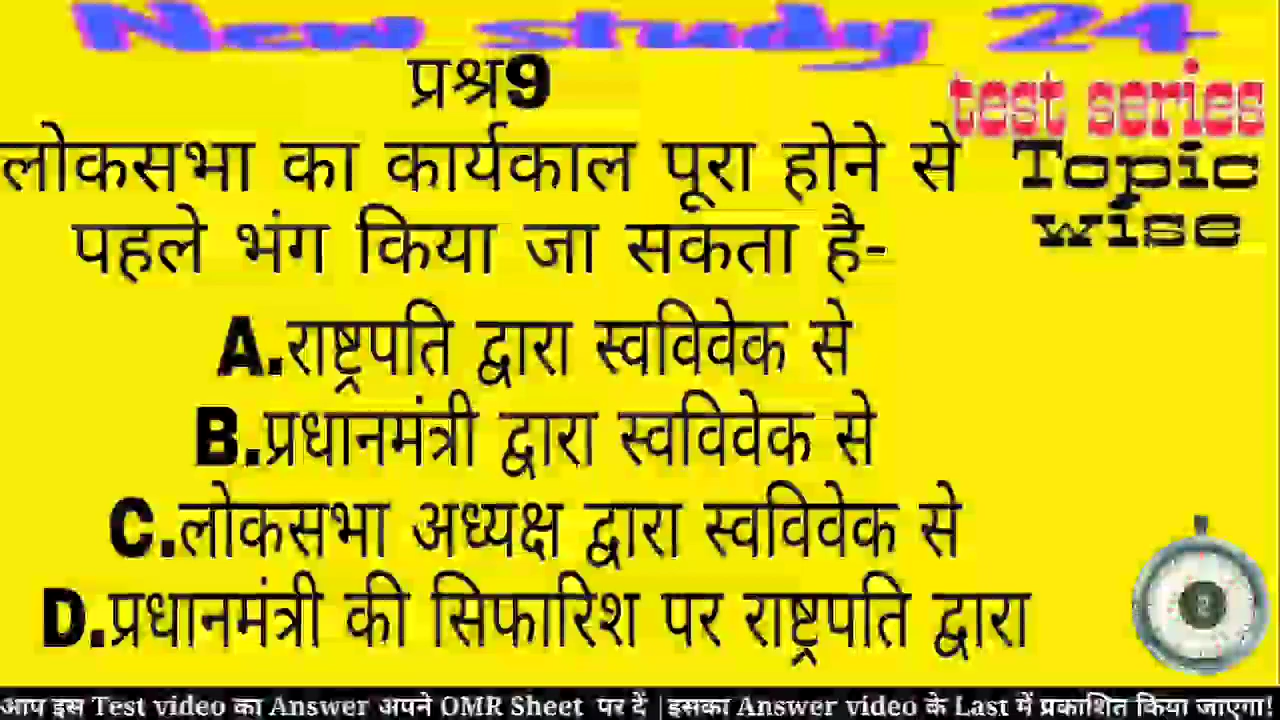 New study 24
test series
Topic
wise
प्रश्न9
लोकसभा का कार्यकाल पूरा होने से
पहले भंग किया जा सकता है-
A.राष्ट्रपति द्वारा स्वविवेक से
B.प्रधानमंत्री द्वारा स्वविवेक से
C.लोकसभा अध्यक्ष द्वारा स्वविवेक से
D.प्रधानमंत्री की सिफारिश पर राष्ट्रपति द्वारा
आप इस Test video का Answer अपने OMR Sheet पर दें |इसका Answer video के Last में प्रकाशित किया जाएगा!